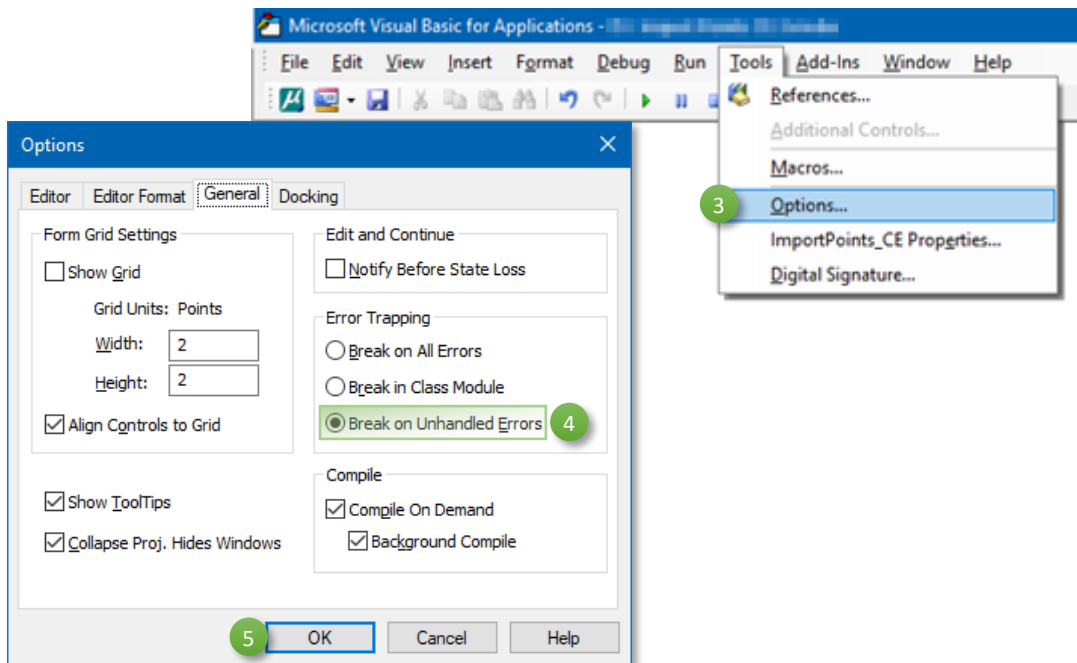 Microsoft Visual Basic for Applications -
File Edit View Insert Format Debug Run Tools Add-Ins Window Help
References...
Additional Controls...
Macros...
3
Options...
ImportPoints_CE Properties...
Digital Signature...
Options
Editor Editor Format General Docking
Form Grid Settings
Show Grid
Grid Units: Points
Width: 2
Height: 2
Align Controls to Grid
Show ToolTips
Collapse Proj. Hides Windows
Edit and Continue
Notify Before State Loss
Error Trapping
Break on All Errors
Break in Class Module
Break on Unhandled Errors 4
Compile
Compile On Demand
Background Compile
5 OK Cancel Help